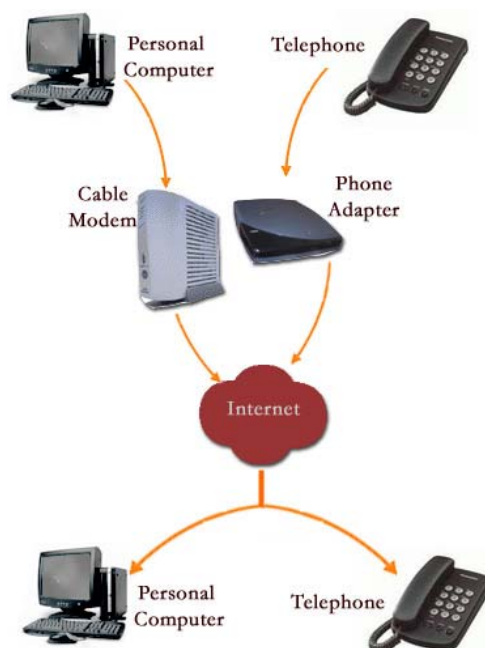 Personal
Computer
Telephone
Cable
Modem
Phone
Adapter
Internet
Personal
Computer
Telephone